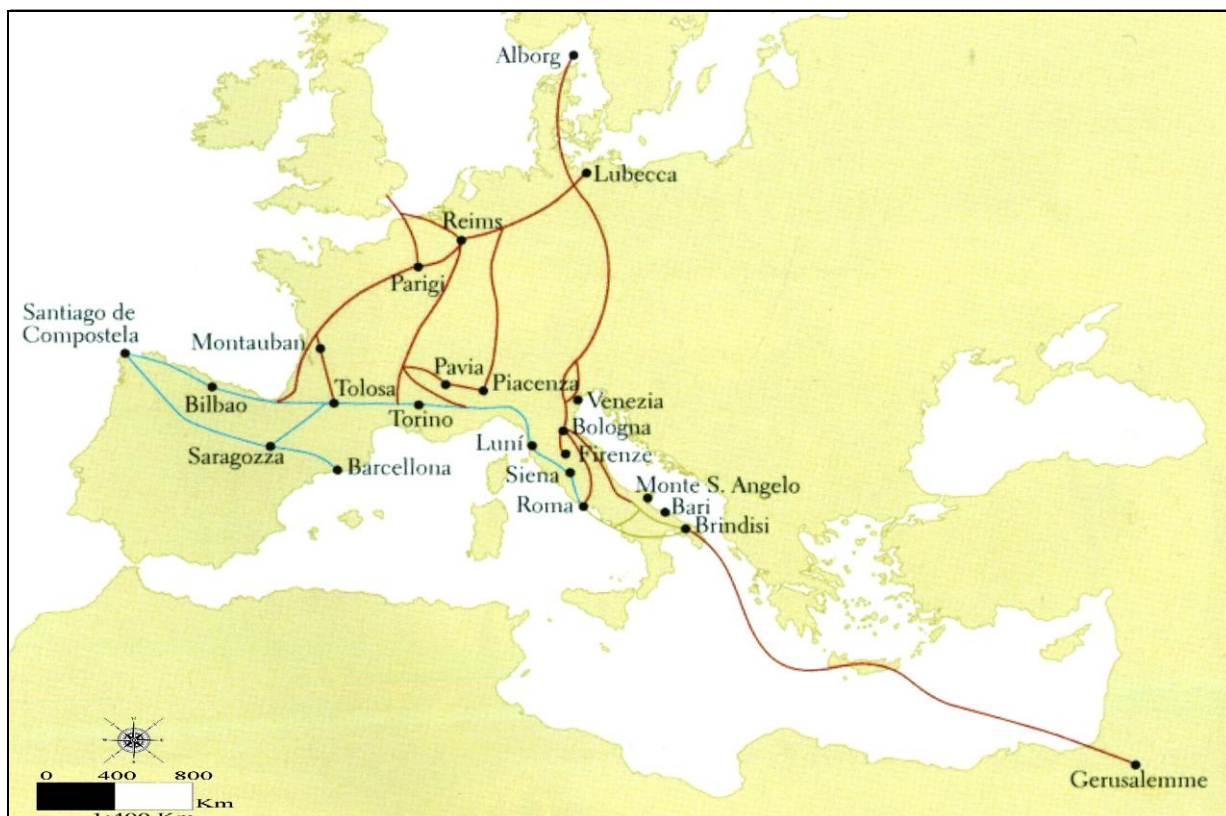 Alborg
Lubecca
Reims
Parigi
Santiago de
Compostela
Montauban
Pavia
Piacenza
Tolosa
Venezia
Bilbao
Torino
Bologna
Luní
Firenze
Saragozza
Barcellona
Siena
Monte S. Angelo
Roma
Bari
Brindisi
Gerusalemme
0 400 800
Km